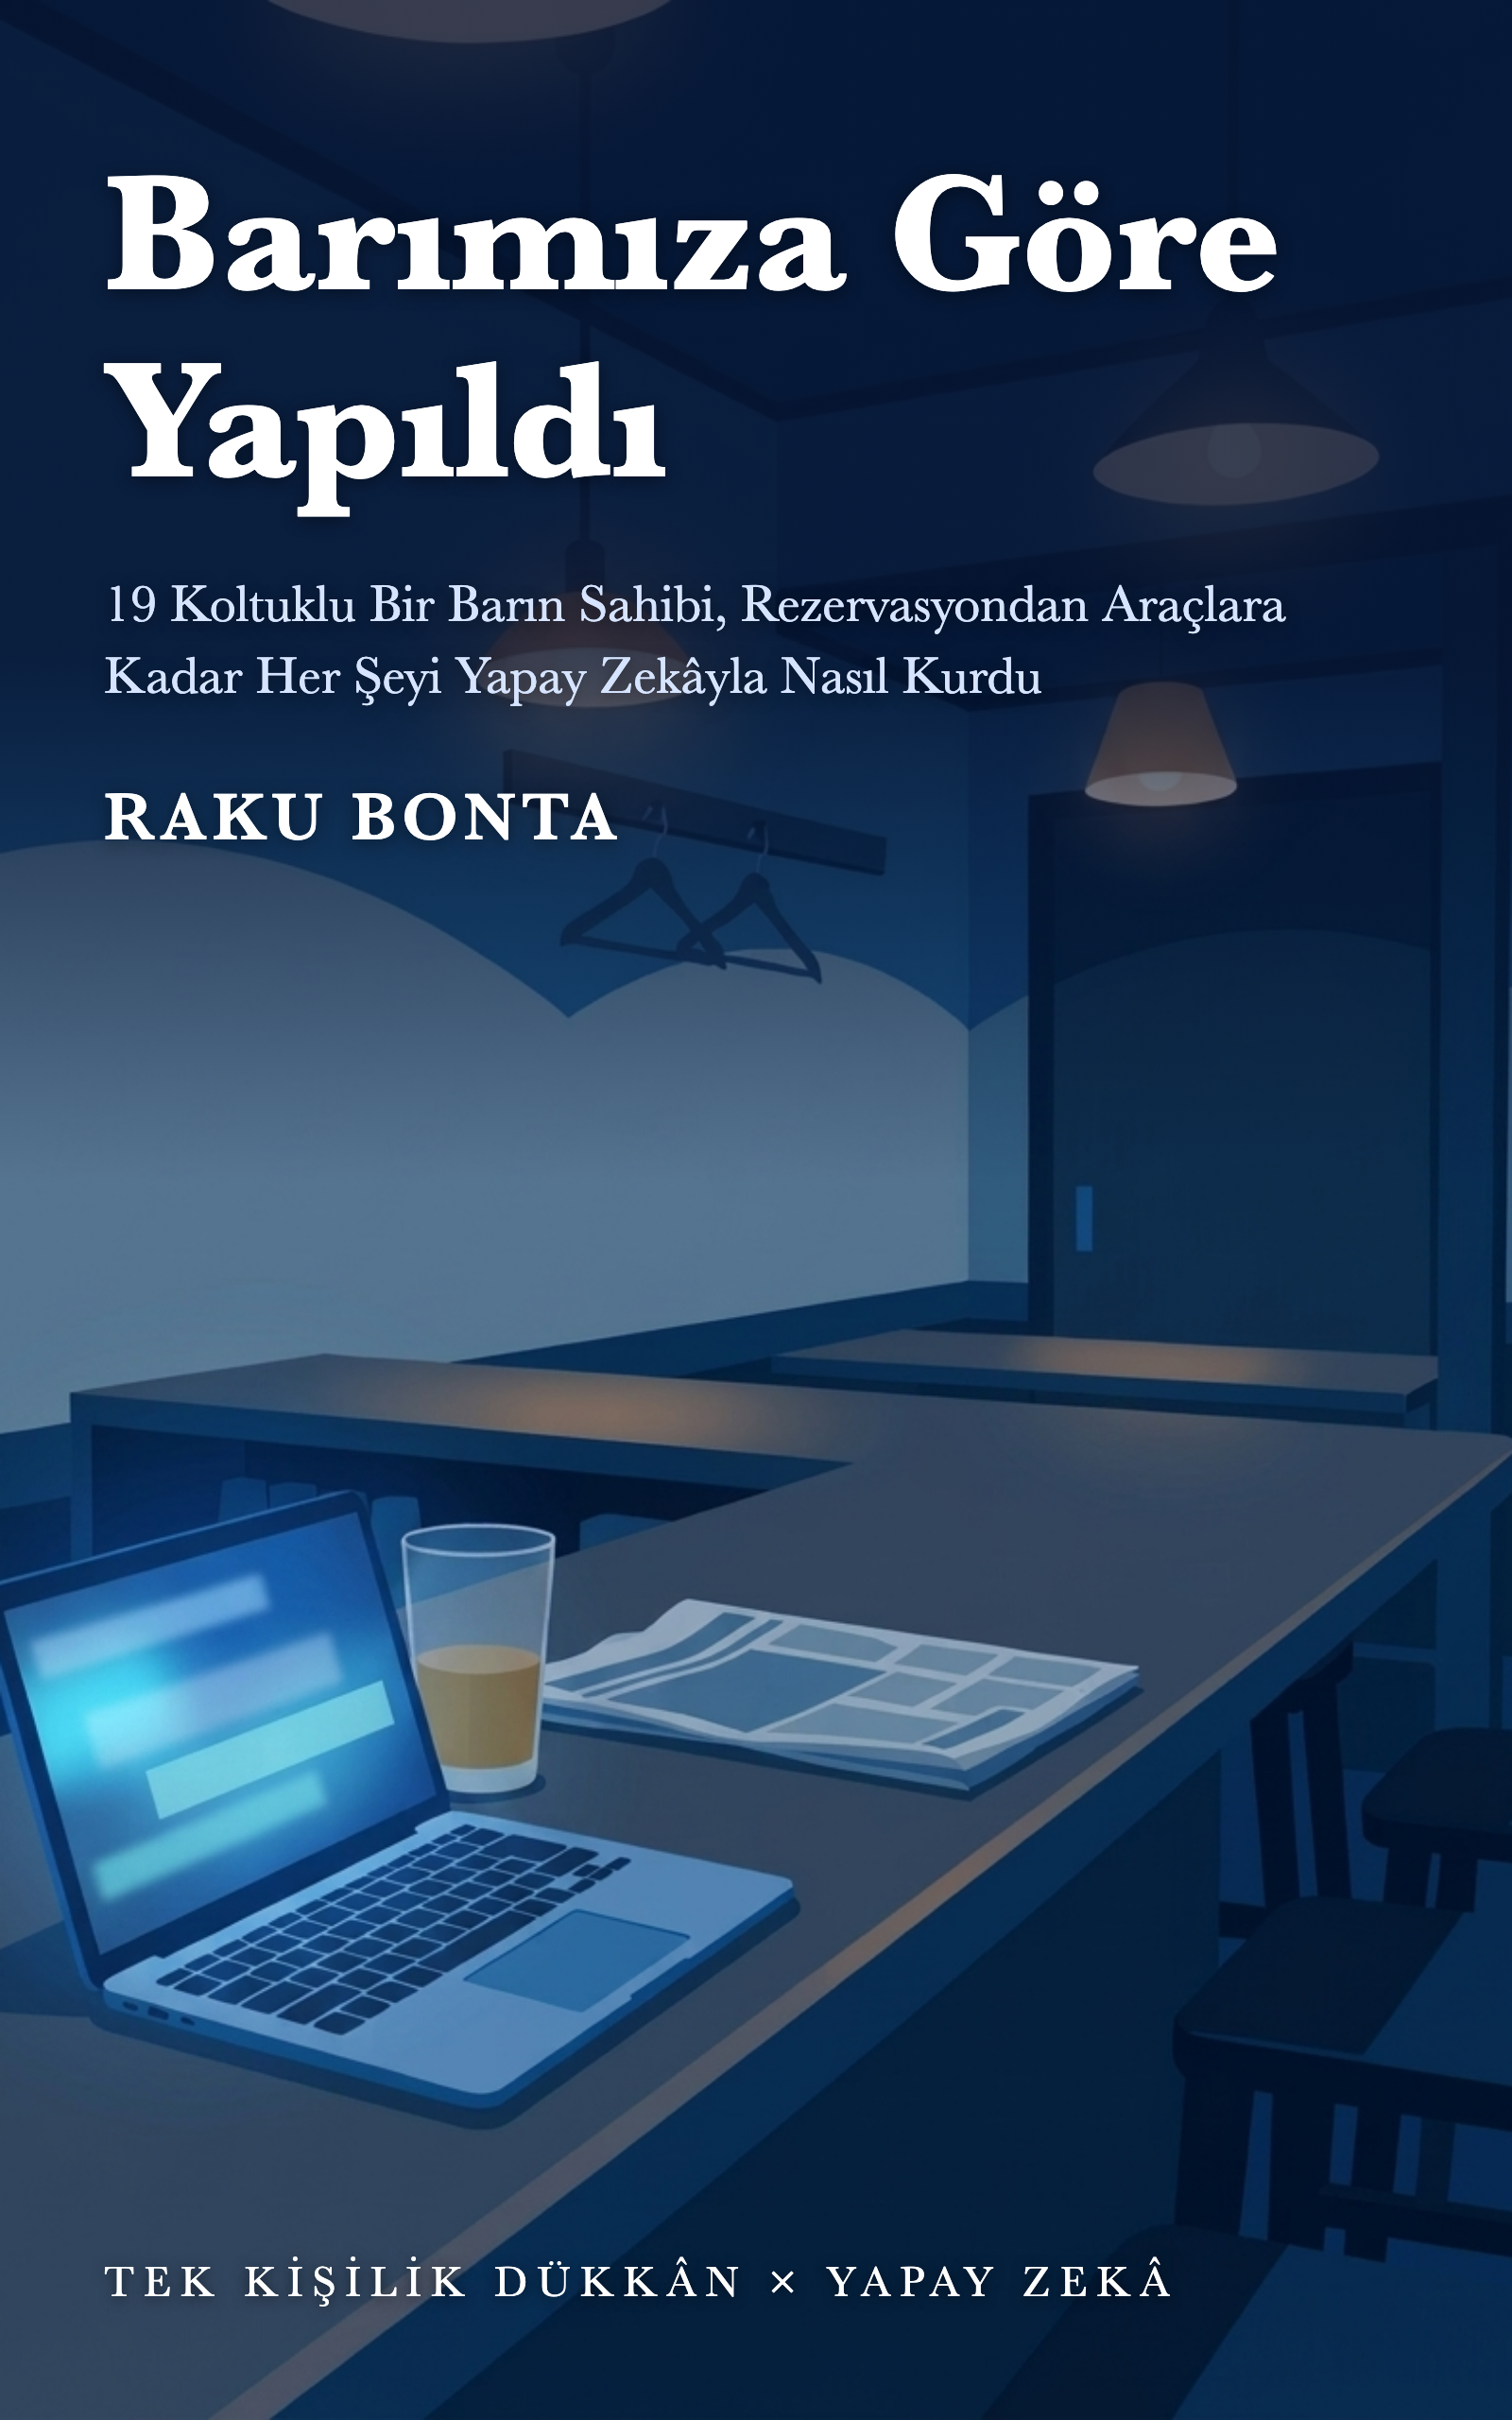 Barımıza Göre
Yapıldı
19 Koltuklu Bir Barın Sahibi, Rezervasyondan Araçlara
Kadar Her Şeyi Yapay Zekâyla Nasıl Kurdu
RAKU BONTA
TEK KİŞİLİK DÜKKÂN × YAPAY ZEKÂ